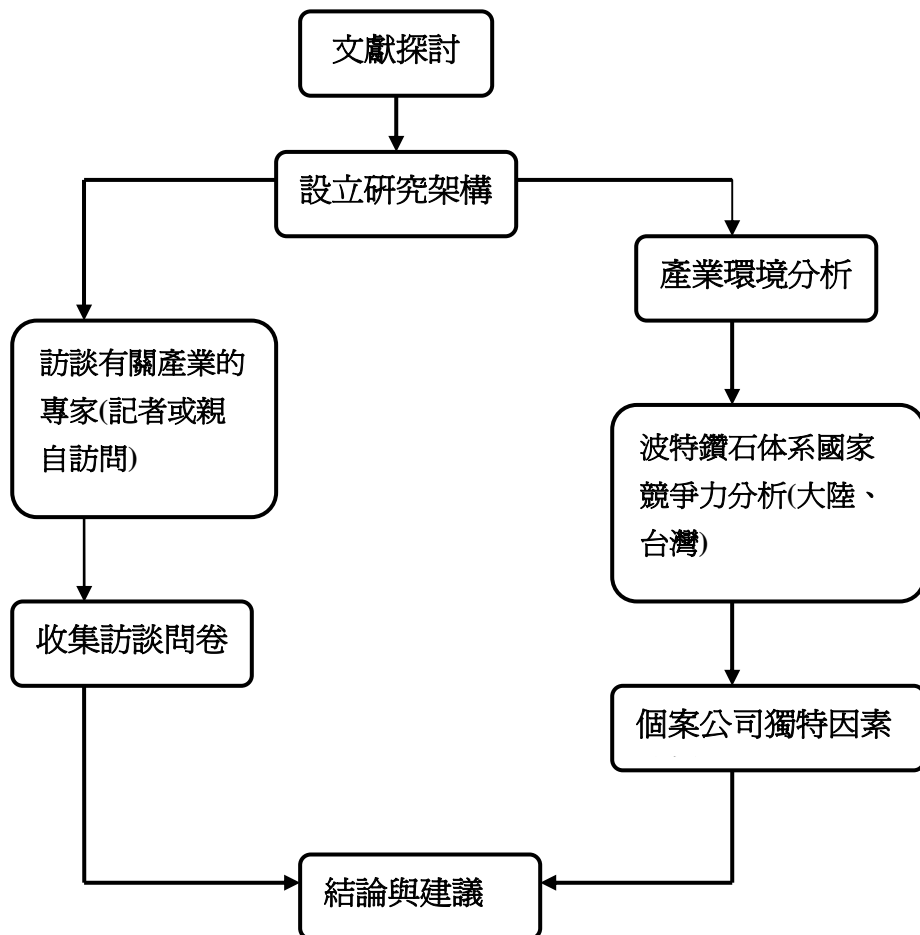 文獻探討
設立研究架構
產業環境分析
訪談有關產業的
專家(記者或親
自訪問)
波特鑽石体系國家
競爭力分析(大陸、
台灣)
收集訪談問卷
個案公司獨特因素
結論與建議